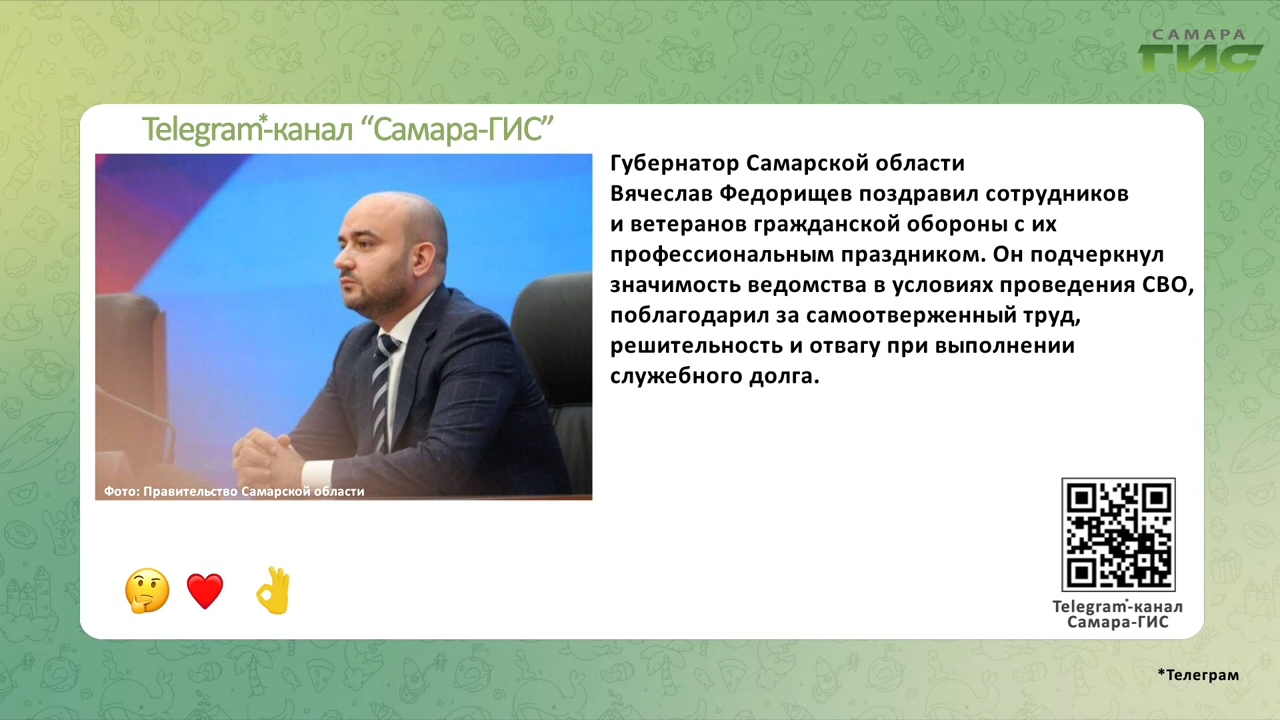 САМАРА
ГИС
Telegram*-канал “Самара-ГИС”
Губернатор Самарской области
Вячеслав Федорищев поздравил сотрудников
и ветеранов гражданской обороны с их
профессиональным праздником. Он подчеркнул
значимость ведомства в условиях проведения СВО,
поблагодарил за самоотверженный труд,
решительность и отвагу при выполнении
служебного долга.
Фото: Правительство Самарской области
Telegram*-канал
Самара-ГИС
*Телеграм